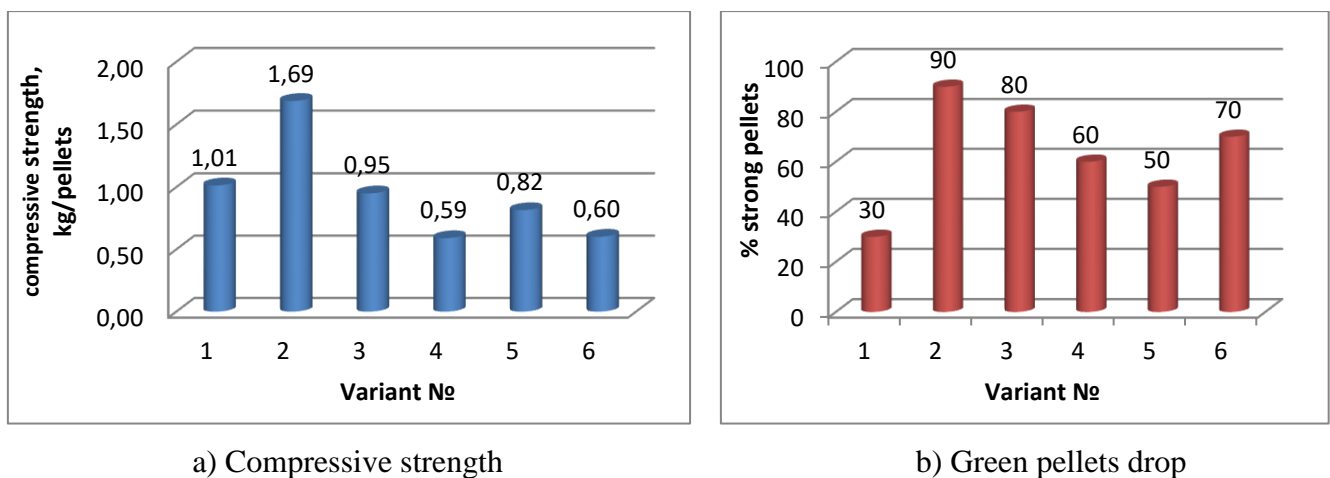 compressive strength,
kg/pellets
2,00
1,50
1,00
0,50
0,00
1,01
1,69
0,95
0,59
0,82
0,60
1 2 3 4 5 6
Variant №
% strong pellets
100
80
60
40
20
0
30
90
80
60
50
70
1 2 3 4 5 6
Variant №
a) Compressive strength
b) Green pellets drop